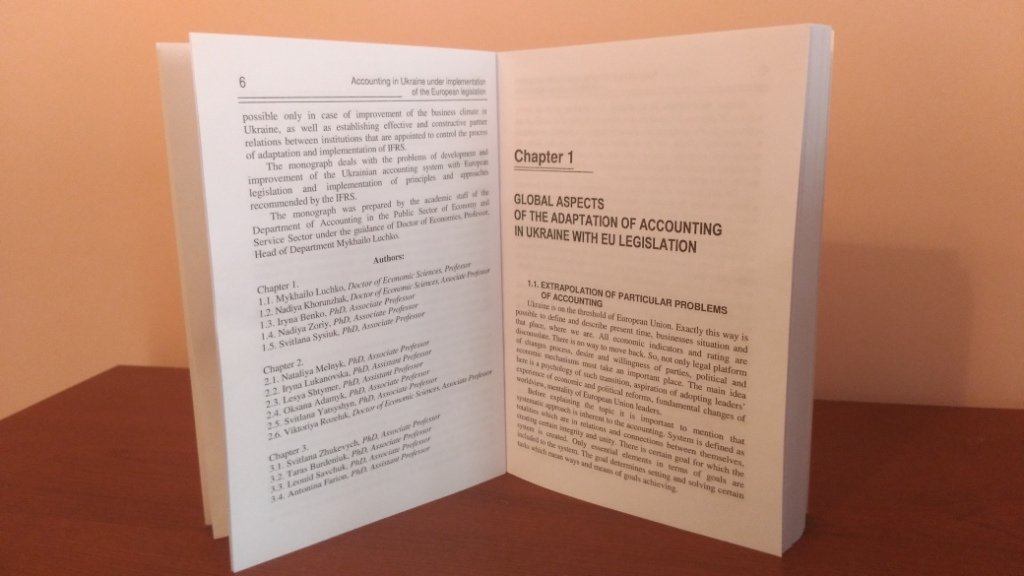 6
Accounting in Ukraine under implementation
of the European legislation
possible only in case of improvement of the business climate in
Ukraine, as well as establishing effective and constructive partner
relations between institutions that are appointed to control the process
of adaptation and implementation of IFRS.
The monograph deals with the problems of development and
improvement of the Ukrainian accounting system with European
legislation and implementation of principles and approaches
recommended by the IFRS.
The monograph was prepared by the academic staff of the
Department of Accounting in the Public Sector of Economy and
Service Sector under the guidance of Doctor of Economics, Professor,
Head of Department Mykhailo Luchko.
Authors:
Chapter 1.
1.1. Mykhailo Luchko, Doctor of Economic Sciences, Professor
1.2. Nadiya Khoranzhak, Doctor of Economic Sciences, Associate Professor
1.3. Iryna Benko, PhD, Associate Professor
1.4. Nadiya Zoriy, PhD, Associate Professor
1.5. Svitlana Sysiuk, PhD, Associate Professor
Chapter 2.
2.1. Nataliya Melnyk, PhD, Associate Professor
2.2. Iryna Lukanovska, PhD, Assistant Professor
2.3. Lesya Shtymer, PhD, Assistant Professor
2.4. Oksana Adamyk, PhD, Associate Professor
2.5. Svitlana Yatsyshyn, PhD, Associate Professor
2.6. Viktoriya Rozeluk, Doctor of Economic Sciences, Associate Professor
Chapter 3.
3.1. Svitlana Zhukevych, PhD, Associate Professor
3.2. Taras Burdeniuk, PhD, Associate Professor
3.3. Leonid Savchuk, PhD, Associate Professor
3.4. Antonina Farion, PhD, Assistant Professor
Chapter 1
GLOBAL ASPECTS
OF THE ADAPTATION OF ACCOUNTING
IN UKRAINE WITH EU LEGISLATION
1.1. EXTRAPOLATION OF PARTICULAR PROBLEMS
OF ACCOUNTING
Ukraine is on the threshold of European Union. Exactly this way is
possible to define and describe present time, businesses situation and
that place, where we are. All economic indicators and rating are
disconsolate. There is no way to move back. So, not only legal platform
of changes process, desire and willingness of parties, political and
economic mechanisms must take an important place. The main idea
here is a psychology of such transition, aspiration of adopting leaders'
experience of economic and political reforms, fundamental changes of
worldview, mentality of European Union leaders.
Before explaining the topic it is important to mention that
systematic approach is inherent to the accounting. System is defined as
totalities which are in relations and connections between themselves,
creating certain integrity and unity. There is certain goal for which the
system is created. Only essential elements in terms of goals are
included to the system. The goal determines setting and solving certain
tasks which mean ways and means of goals achieving.